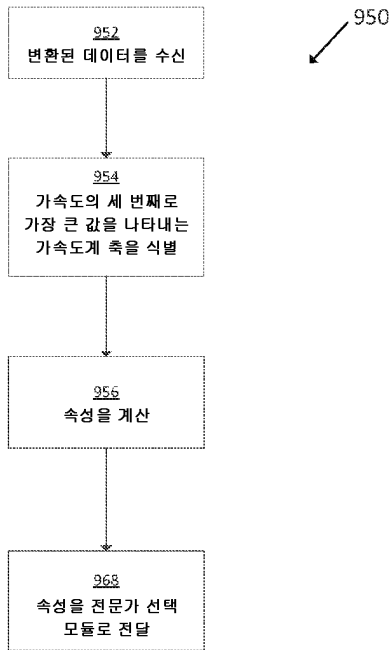 950
952
변환된 데이터를 수신
954
가속도의 세 번째로
가장 큰 값을 나타내는
가속도계 축을 식별
956
속성을 계산
968
속성을 전문가 선택
모듈로 전달